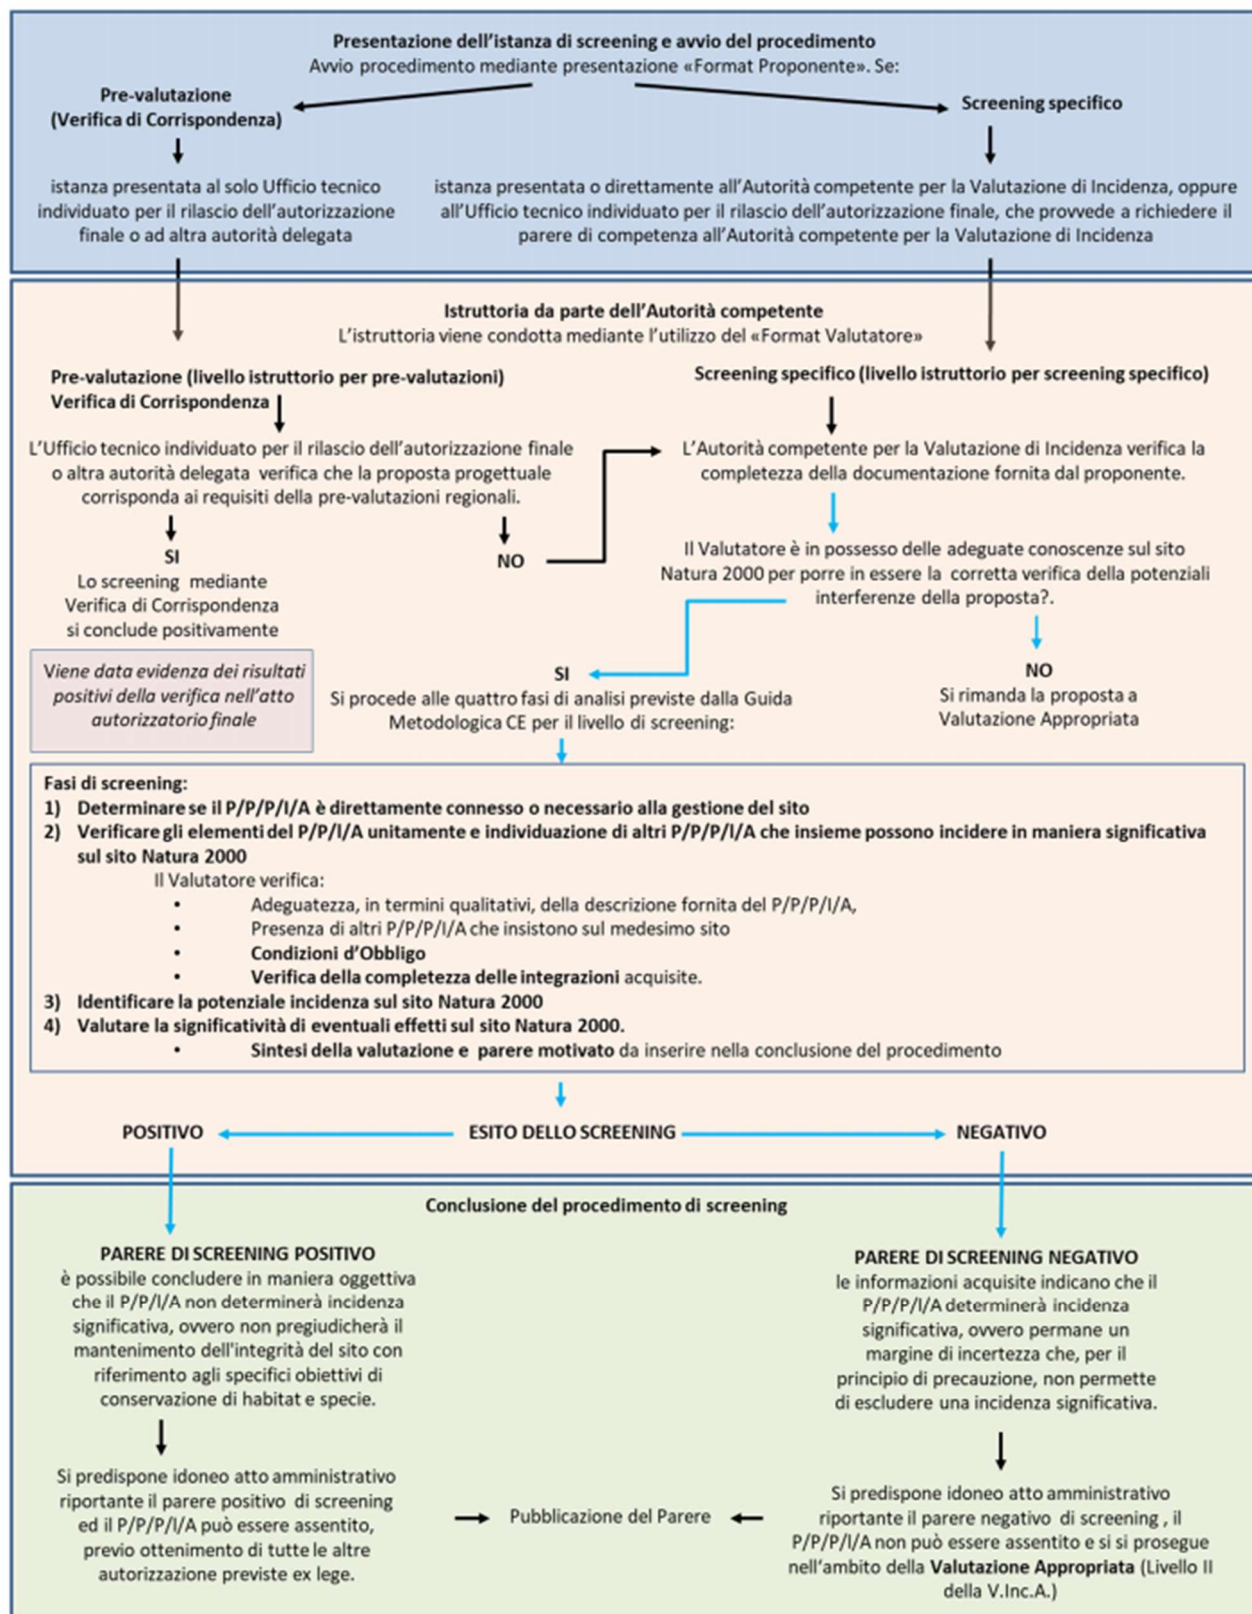 Presentazione dell'istanza di screening e avvio del procedimento
Avvio procedimento mediante presentazione «Format Proponente». Se:
Pre-valutazione
(Verifica di Corrispondenza)
Screening specifico
istanza presentata al solo Ufficio tecnico
individuato per il rilascio dell'autorizzazione
finale o ad altra autorità delegata
istanza presentata o direttamente all'Autorità competente per la Valutazione di Incidenza, oppure
all'Ufficio tecnico individuato per il rilascio dell'autorizzazione finale, che provvede a richiedere il
parere di competenza all'Autorità competente per la Valutazione di Incidenza
Istruttoria da parte dell'Autorità competente
L'istruttoria viene condotta mediante l'utilizzo del «Format Valutatore»
Pre-valutazione (livello istruttorio per pre-valutazioni)
Verifica di Corrispondenza
Screening specifico (livello istruttorio per screening specifico)
L'Ufficio tecnico individuato per il rilascio dell'autorizzazione finale
o altra autorità delegata verifica che la proposta progettuale
corrisponda ai requisiti della pre-valutazioni regionali.
L'Autorità competente per la Valutazione di Incidenza verifica la
completezza della documentazione fornita dal proponente.
SI
Lo screening mediante
Verifica di Corrispondenza
si conclude positivamente
NO
Il Valutatore è in possesso delle adeguate conoscenze sul sito
Natura 2000 per porre in essere la corretta verifica della potenziali
interferenze della proposta?.
Viene data evidenza dei risultati
positivi della verifica nell'atto
autorizzatorio finale
SI
Si procede alle quattro fasi di analisi previste dalla Guida
Metodologica CE per il livello di screening:
NO
Si rimanda la proposta a
Valutazione Appropriata
Fasi di screening:
1) Determinare se il P/P/P/I/A è direttamente connesso o necessario alla gestione del sito
2) Verificare gli elementi del P/P/I/A unitamente e individuazione di altri P/P/P/I/A che insieme possono incidere in maniera significativa
sul sito Natura 2000
Il Valutatore verifica:
• Adeguatezza, in termini qualitativi, della descrizione fornita del P/P/P/I/A,
• Presenza di altri P/P/P/I/A che insistono sul medesimo sito
• Condizioni d'Obbligo
• Verifica della completezza delle integrazioni acquisite.
3) Identificare la potenziale incidenza sul sito Natura 2000
4) Valutare la significatività di eventuali effetti sul sito Natura 2000.
• Sintesi della valutazione e parere motivato da inserire nella conclusione del procedimento
POSITIVO
ESITO DELLO SCREENING
NEGATIVO
Conclusione del procedimento di screening
PARERE DI SCREENING POSITIVO
è possibile concludere in maniera oggettiva
che il P/P/I/A non determinerà incidenza
significativa, ovvero non pregiudicherà il
mantenimento dell'integrità del sito con
riferimento agli specifici obiettivi di
conservazione di habitat e specie.
PARERE DI SCREENING NEGATIVO
le informazioni acquisite indicano che il
P/P/P/I/A determinerà incidenza
significativa, ovvero permane un
margine di incertezza che, per il
principio di precauzione, non permette
di escludere una incidenza significativa.
Si predispone idoneo atto amministrativo
riportante il parere positivo di screening
ed il P/P/P/I/A può essere assentito,
previo ottenimento di tutte le altre
autorizzazione previste ex lege.
Pubblicazione del Parere
Si predispone idoneo atto amministrativo
riportante il parere negativo di screening , il
P/P/P/I/A non può essere assentito e si si prosegue
nell'ambito della Valutazione Appropriata (Livello II
della V.Inc.A.)